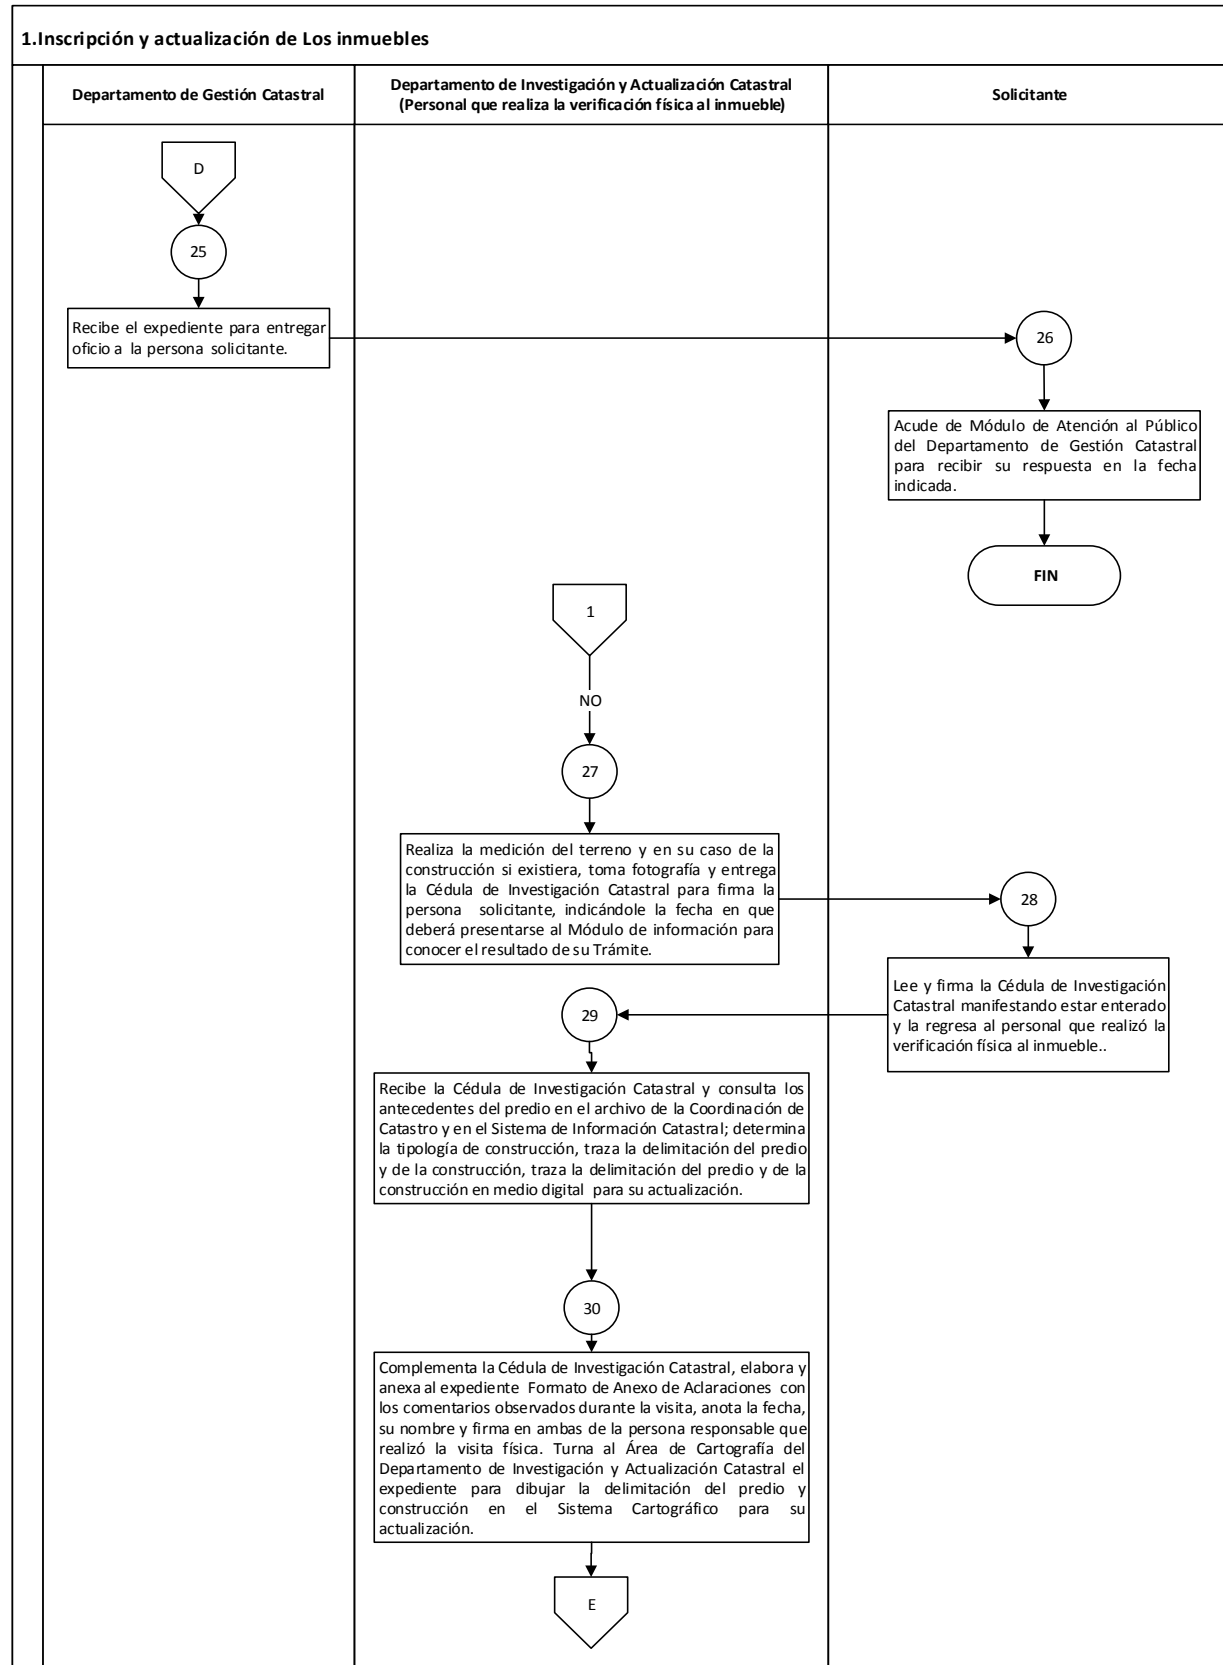 1.Inscripción y actualización de Los inmuebles
Departamento de Gestión Catastral
Departamento de Investigación y Actualización Catastral
(Personal que realiza la verificación física al inmueble)
Solicitante
D
25
Recibe el expediente para entregar
oficio a la persona solicitante.
26
Acude de Módulo de Atención al Público
del Departamento de Gestión Catastral
para recibir su respuesta en la fecha
indicada.
FIN
1
NO
27
Realiza la medición del terreno y en su caso de la
construcción si existiera, toma fotografía y entrega
la Cédula de Investigación Catastral para firma la
persona solicitante, indicándole la fecha en que
deberá presentarse al Módulo de información para
conocer el resultado de su Trámite.
28
Lee y firma la Cédula de Investigación
Catastral manifestando estar enterado
y la regresa al personal que realizó la
verificación física al inmueble..
29
Recibe la Cédula de Investigación Catastral y consulta los
antecedentes del predio en el archivo de la Coordinación de
Catastro y en el Sistema de Información Catastral; determina
la tipología de construcción, traza la delimitación del predio
y de la construcción, traza la delimitación del predio y de la
construcción en medio digital para su actualización.
30
Complementa la Cédula de Investigación Catastral, elabora y
anexa al expediente Formato de Anexo de Aclaraciones con
los comentarios observados durante la visita, anota la fecha,
su nombre y firma en ambas de la persona responsable que
realizó la visita física. Turna al Área de Cartografía del
Departamento de Investigación y Actualización Catastral el
expediente para dibujar la delimitación del predio y
construcción en el Sistema Cartográfico para su
actualización.
E